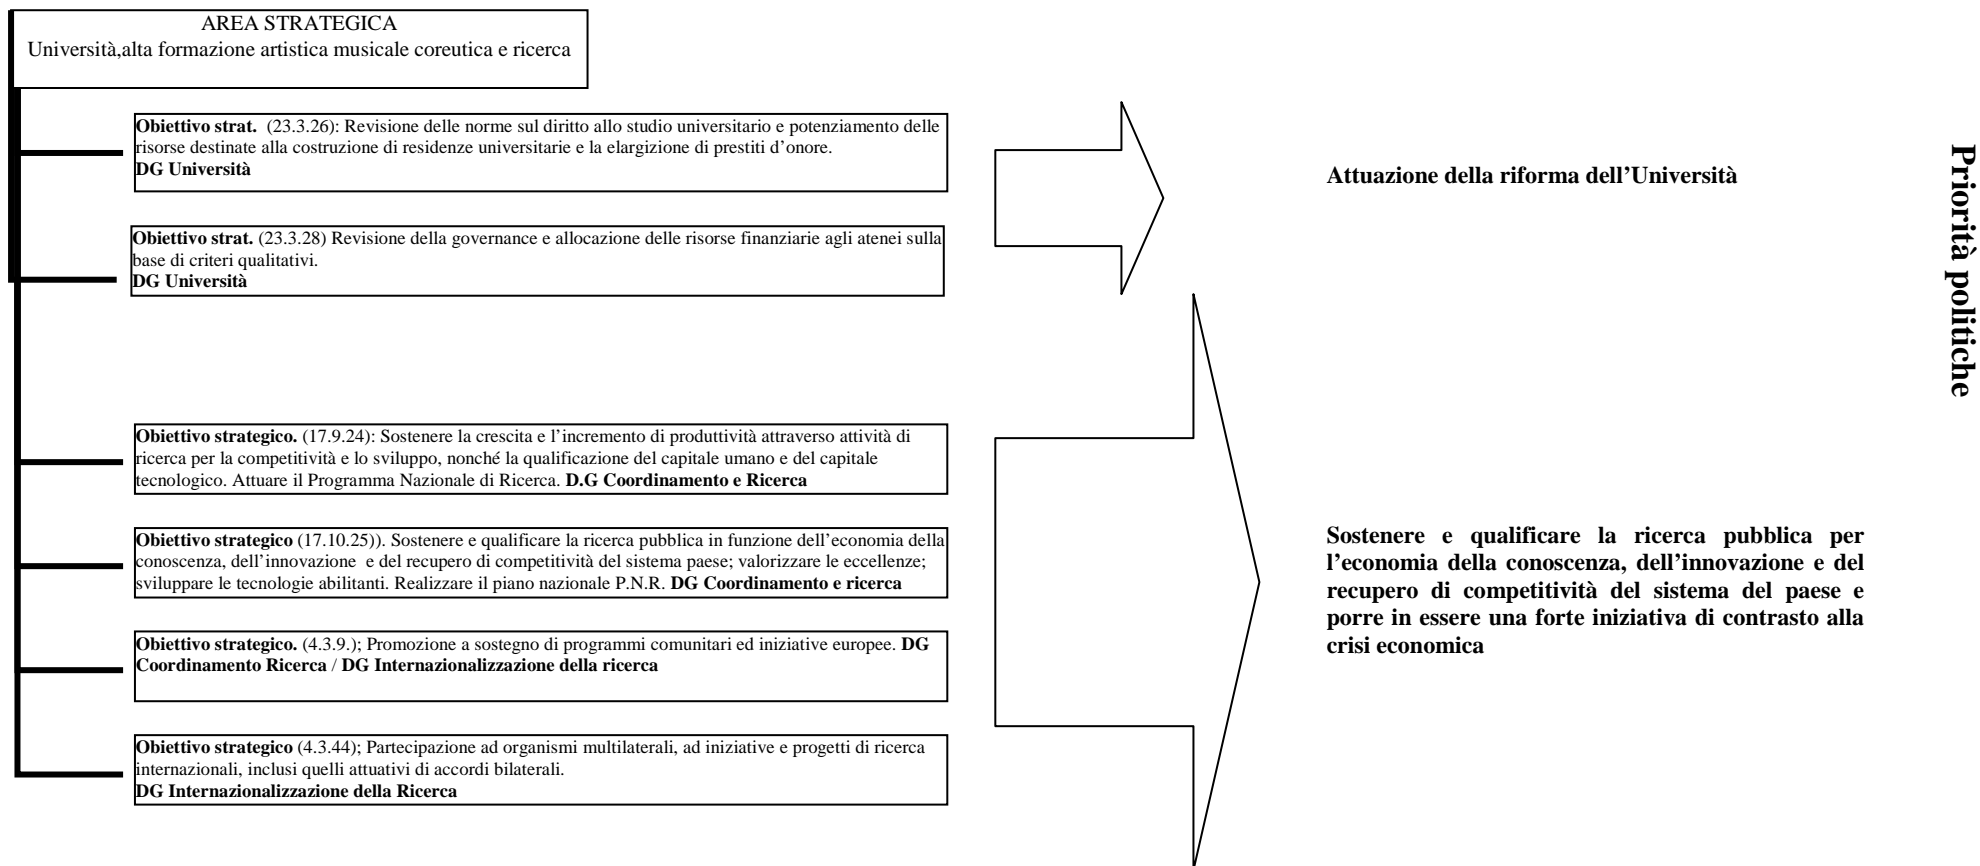 AREA STRATEGICA
Università,alta formazione artistica musicale coreutica e ricerca
Obiettivo strat. (23.3.26): Revisione delle norme sul diritto allo studio universitario e potenziamento delle
risorse destinate alla costruzione di residenze universitarie e la elargizione di prestiti d’onore.
DG Università
Obiettivo strat. (23.3.28) Revisione della governance e allocazione delle risorse finanziarie agli atenei sulla
base di criteri qualitativi.
DG Università
Attuazione della riforma dell’Università
Obiettivo strategico. (17.9.24): Sostenere la crescita e l’incremento di produttività attraverso attività di
ricerca per la competitività e lo sviluppo, nonché la qualificazione del capitale umano e del capitale
tecnologico. Attuare il Programma Nazionale di Ricerca. D.G Coordinamento e Ricerca
Obiettivo strategico (17.10.25)). Sostenere e qualificare la ricerca pubblica in funzione dell’economia della
conoscenza, dell’innovazione e del recupero di competitività del sistema paese; valorizzare le eccellenze;
sviluppare le tecnologie abilitanti. Realizzare il piano nazionale P.N.R. DG Coordinamento e ricerca
Obiettivo strategico. (4.3.9.); Promozione a sostegno di programmi comunitari ed iniziative europee. DG
Coordinamento Ricerca / DG Internazionalizzazione della ricerca
Obiettivo strategico (4.3.44); Partecipazione ad organismi multilaterali, ad iniziative e progetti di ricerca
internazionali, inclusi quelli attuativi di accordi bilaterali.
DG Internazionalizzazione della Ricerca
Sostenere e qualificare la ricerca pubblica per
l’economia della conoscenza, dell’innovazione e del
recupero di competitività del sistema del paese e
porre in essere una forte iniziativa di contrasto alla
crisi economica
Priorità politiche